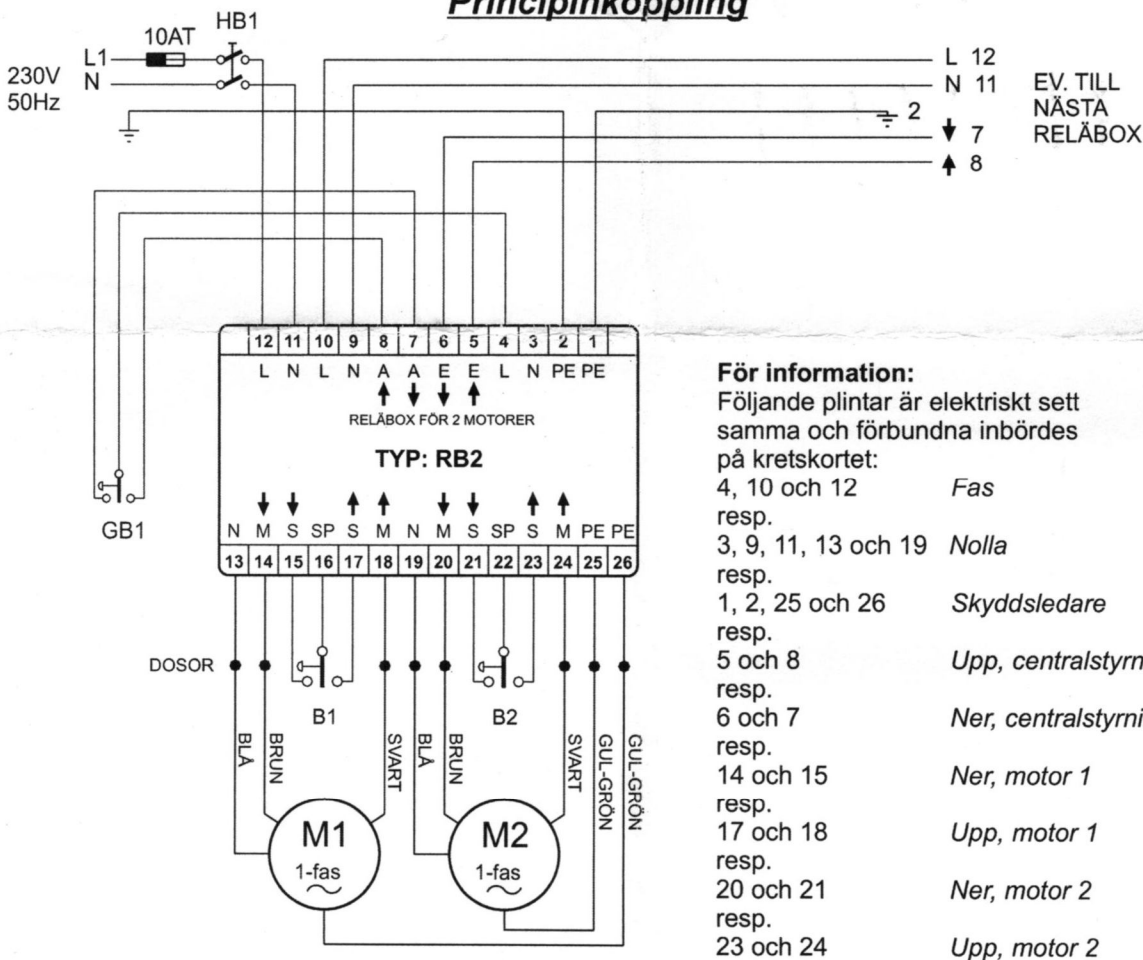 Principinkoppling
HB1
10AT
L1
230V
50Hz
N
L 12
N 11
2
7
8
EV. TILL
NÄSTA
RELÄBOX
12 11 10 9 8 7 6 5 4 3 2 1
L N L N A A E E L N PE PE
RELÄBOX FÖR 2 MOTORER
TYP: RB2
N M S SP S M N M S SP S M PE PE
13 14 15 16 17 18 19 20 21 22 23 24 25 26
GB1
DOSOR
B1
B2
BLÅ
BRUN
SVART
BLÅ
BRUN
SVART
GUL-GRÖN
GUL-GRÖN
M1
1-fas
M2
1-fas
För information:
Följande plintar är elektriskt sett
samma och förbundna inbördes
på kretskortet:
4, 10 och 12 Fas
resp.
3, 9, 11, 13 och 19 Nolla
resp.
1, 2, 25 och 26 Skyddsledare
resp.
5 och 8 Upp, centralstyrn
resp.
6 och 7 Ner, centralstyrni
resp.
14 och 15 Ner, motor 1
resp.
17 och 18 Upp, motor 1
resp.
20 och 21 Ner, motor 2
resp.
23 och 24 Upp, motor 2